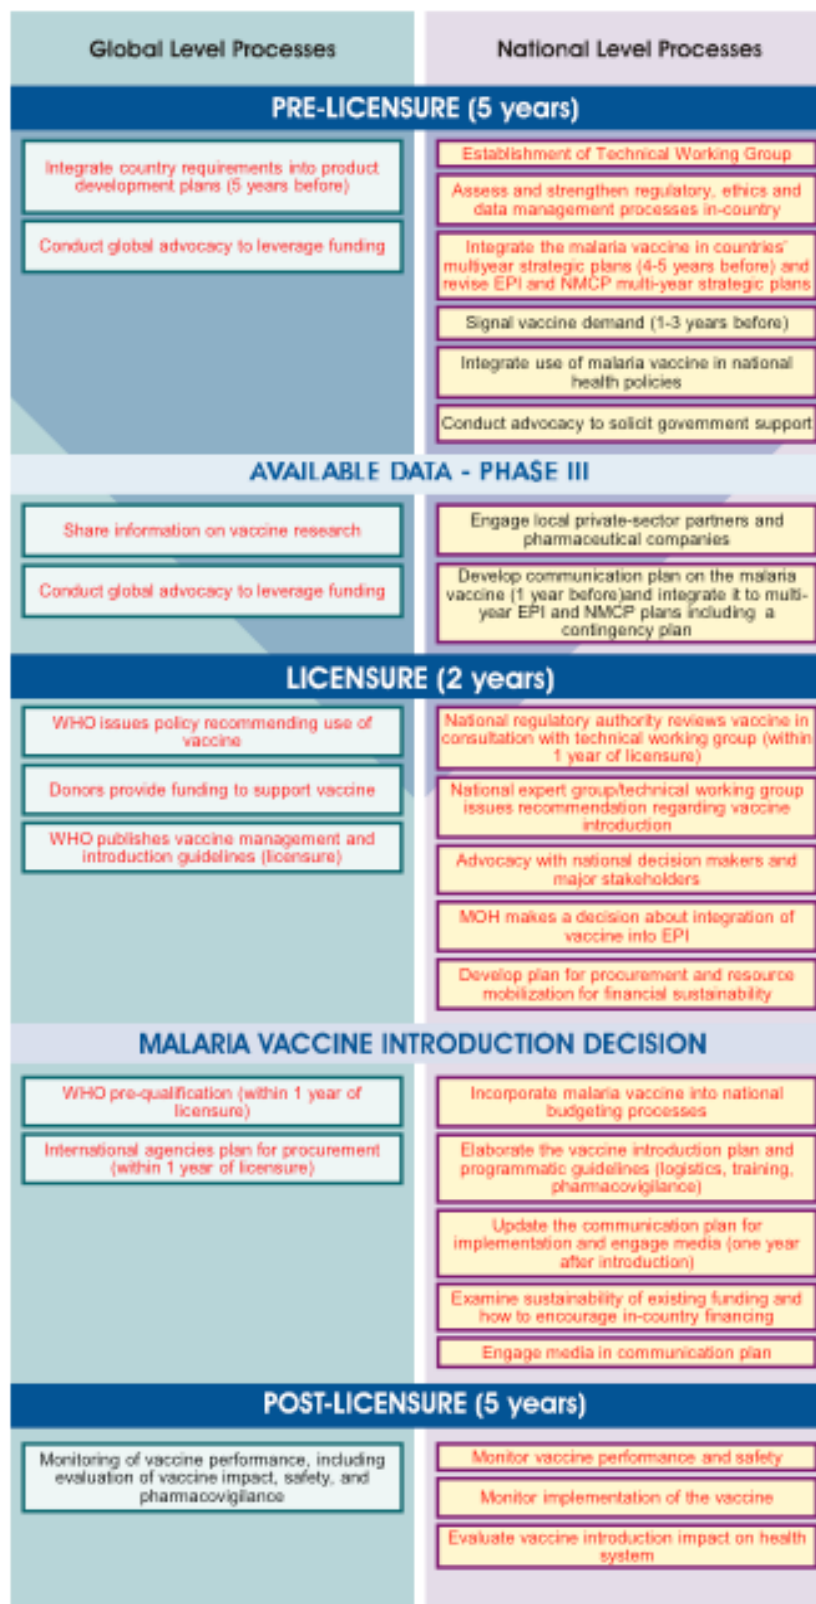 Global Level Processes
National Level Processes
PRE-LICENSURE (5 years)
Integrate country requirements into product
development plans (5 years before)
Conduct global advocacy to leverage funding
Establishment of Technical Working Group
Assess and strengthen regulatory, ethics and
data management processes in-country
Integrate the malaria vaccine in countries'
multiyear strategic plans (4-5 years before) and
revise EPI and NMCP multi-year strategic plans
Signal vaccine demand (1-3 years before)
Integrate use of malaria vaccine in national
health policies
Conduct advocacy to solicit government support
AVAILABLE DATA - PHASE III
Share information on vaccine research
Conduct global advocacy to leverage funding
Engage local private-sector partners and
pharmaceutical companies
Develop communication plan on the malaria
vaccine (1 year before)and integrate it to multi-
year EPI and NMCP plans including a
contingency plan
LICENSURE (2 years)
WHO issues policy recommending use of
vaccine
Donors provide funding to support vaccine
WHO publishes vaccine management and
introduction guidelines (licensure)
National regulatory authority reviews vaccine in
consultation with technical working group (within
1 year of licensure)
National expert group/technical working group
issues recommendation regarding vaccine
introduction
Advocacy with national decision makers and
major stakeholders
MOH makes a decision about integration of
vaccine into EPI
Develop plan for procurement and resource
mobilization for financial sustainability
MALARIA VACCINE INTRODUCTION DECISION
WHO pre-qualification (within 1 year of
licensure)
International agencies plan for procurement
(within 1 year of licensure)
Incorporate malaria vaccine into national
budgeting processes
Elaborate the vaccine introduction plan and
programmatic guidelines (logistics, training,
pharmacovigilance)
Update the communication plan for
implementation and engage media (one year
after introduction)
Examine sustainability of existing funding and
how to encourage in-country financing
Engage media in communication plan
POST-LICENSURE (5 years)
Monitoring of vaccine performance, including
evaluation of vaccine impact, safety, and
pharmacovigilance
Monitor vaccine performance and safety
Monitor implementation of the vaccine
Evaluate vaccine introduction impact on health
system